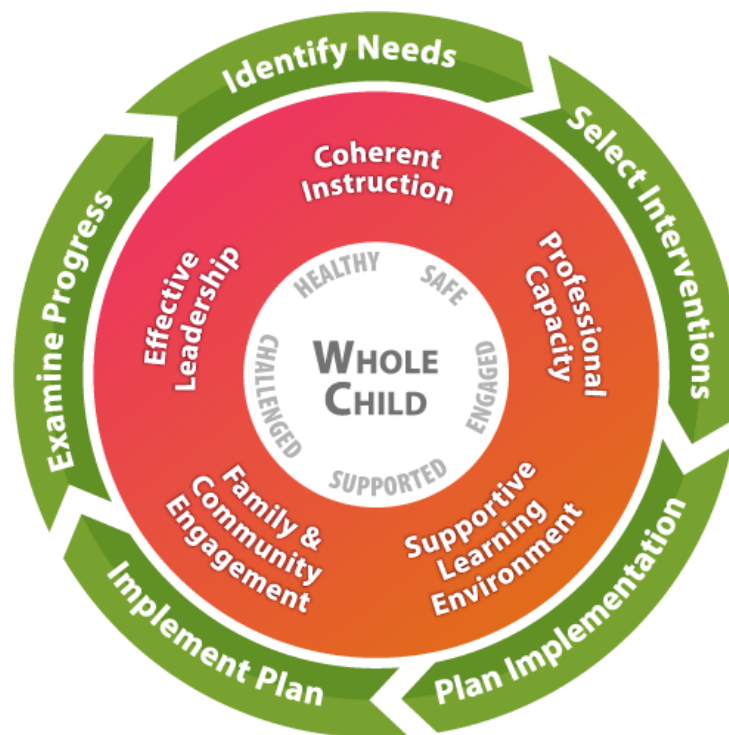 Identify Needs
Select Interventions
Plan Implementation
Implement Plan
Examine Progress
Coherent
Instruction
Professional
Capacity
Supportive
Learning
Environment
Family &
Community
Engagement
Effective
Leadership
HEALTHY
SAFE
ENGAGED
SUPPORTED
CHALLENGED
WHOLE
CHILD